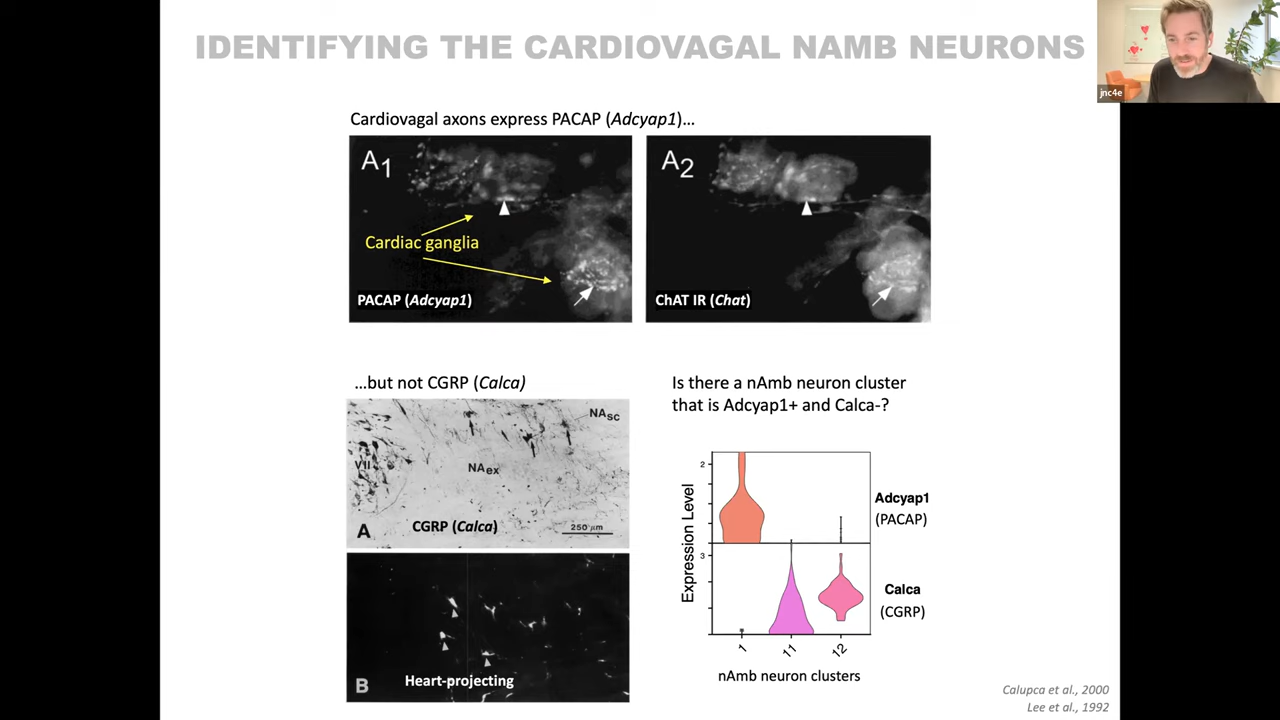 IDENTIFYING THE CARDIOVAGAL NAMB NEURONS
jnc4e
Cardiovagal axons express PACAP (Adcyap1)…
A1
Cardiac ganglia
PACAP (Adcyap1)
A2
ChAT IR (Chat)
…but not CGRP (Calca)
NAsc
VII
NAex
CGRP (Calca)
A
250 µm
B
Heart-projecting
Is there a nAmb neuron cluster
that is Adcyap1+ and Calca-?
Expression Level
2
3
Adcyap1
(PACAP)
Calca
(CGRP)
1
11
12
nAmb neuron clusters
Calupca et al., 2000
Lee et al., 1992